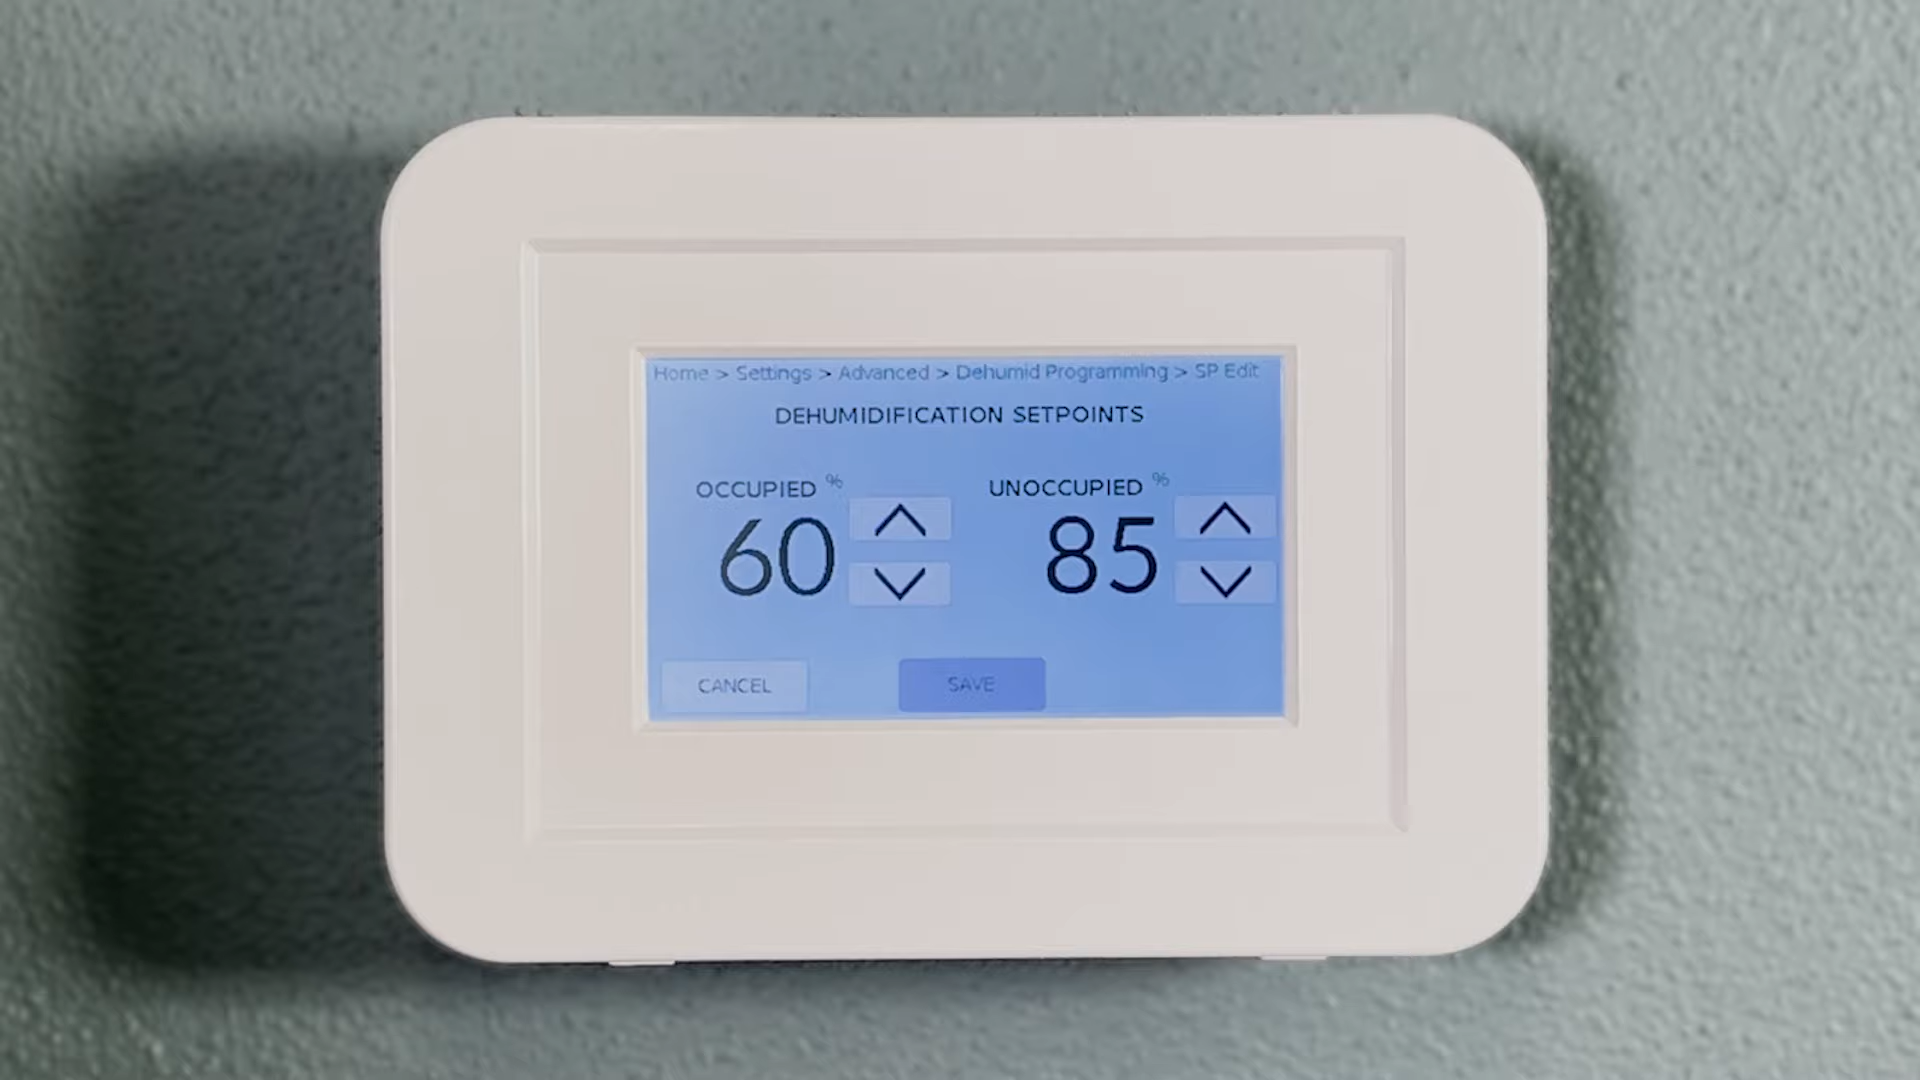 Home > Settings > Advanced > Dehumid Programming > SP Edit
DEHUMIDIFICATION SETPOINTS
OCCUPIED % UNOCCUPIED %
60 85
CANCEL SAVE